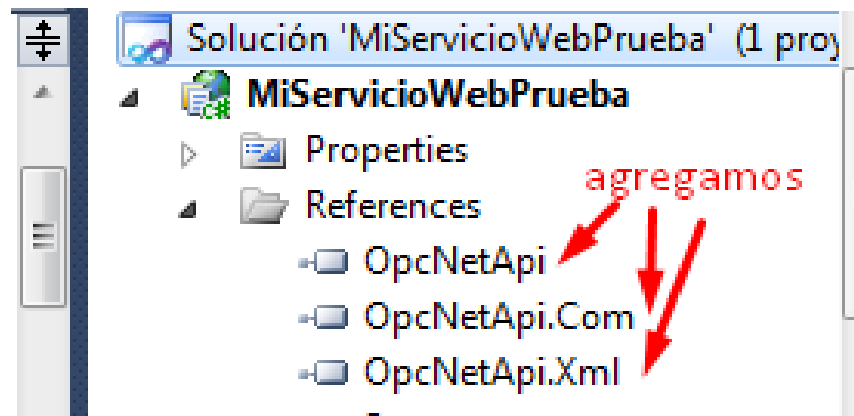 Solución 'MiServicioWebPrueba' (1 proy
MiServicioWebPrueba
Properties
agregamos
References
OpcNetApi
OpcNetApi.Com
OpcNetApi.Xml